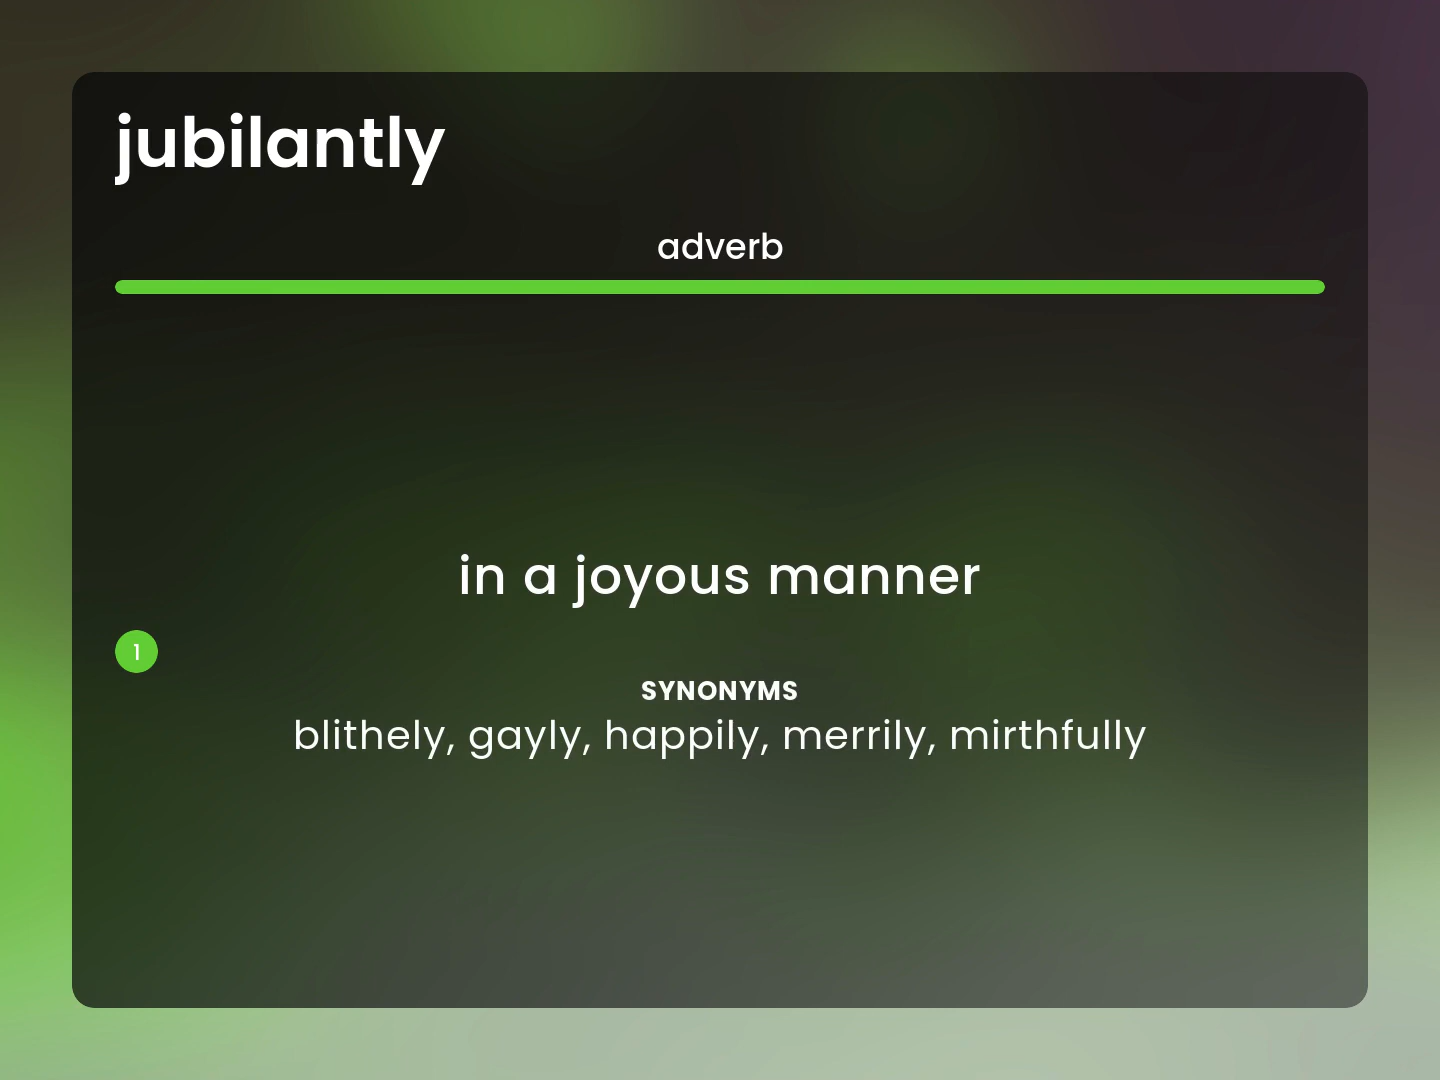 jubilantly
adverb
in a joyous manner
1
SYNONYMS
blithely, gayly, happily, merrily, mirthfully